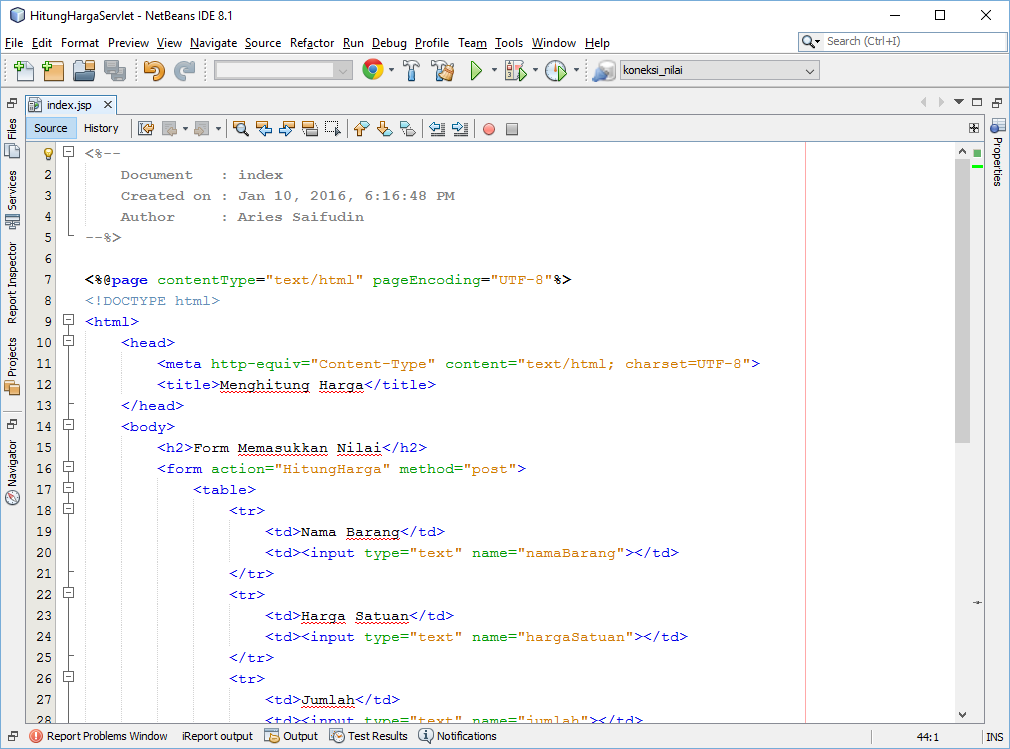 HitungHargaServlet - NetBeans IDE 8.1
File Edit Format Preview View Navigate Source Refactor Run Debug Profile Team Tools Window Help
Search (Ctrl+I)
koneksi_nilai
index.jsp
Source History
Files
Services
Report Inspector
Projects
Navigator
Properties
<%--
2 Document : index
3 Created on : Jan 10, 2016, 6:16:48 PM
4 Author : Aries Saifudin
5 --%>
6
7 <%@page contentType="text/html" pageEncoding="UTF-8"%>
8 <!DOCTYPE html>
9 <html>
10 <head>
11 <meta http-equiv="Content-Type" content="text/html; charset=UTF-8">
12 <title>Menghitung Harga</title>
13 </head>
14 <body>
15 <h2>Form Memasukkan Nilai</h2>
16 <form action="HitungHarga" method="post">
17 <table>
18 <tr>
19 <td>Nama Barang</td>
20 <td><input type="text" name="namaBarang"></td>
21 </tr>
22 <tr>
23 <td>Harga Satuan</td>
24 <td><input type="text" name="hargaSatuan"></td>
25 </tr>
26 <tr>
27 <td>Jumlah</td>
28 <td><input type="text" name="jumlah"></td>
Report Problems Window iReport output Output Test Results Notifications
44:1 INS